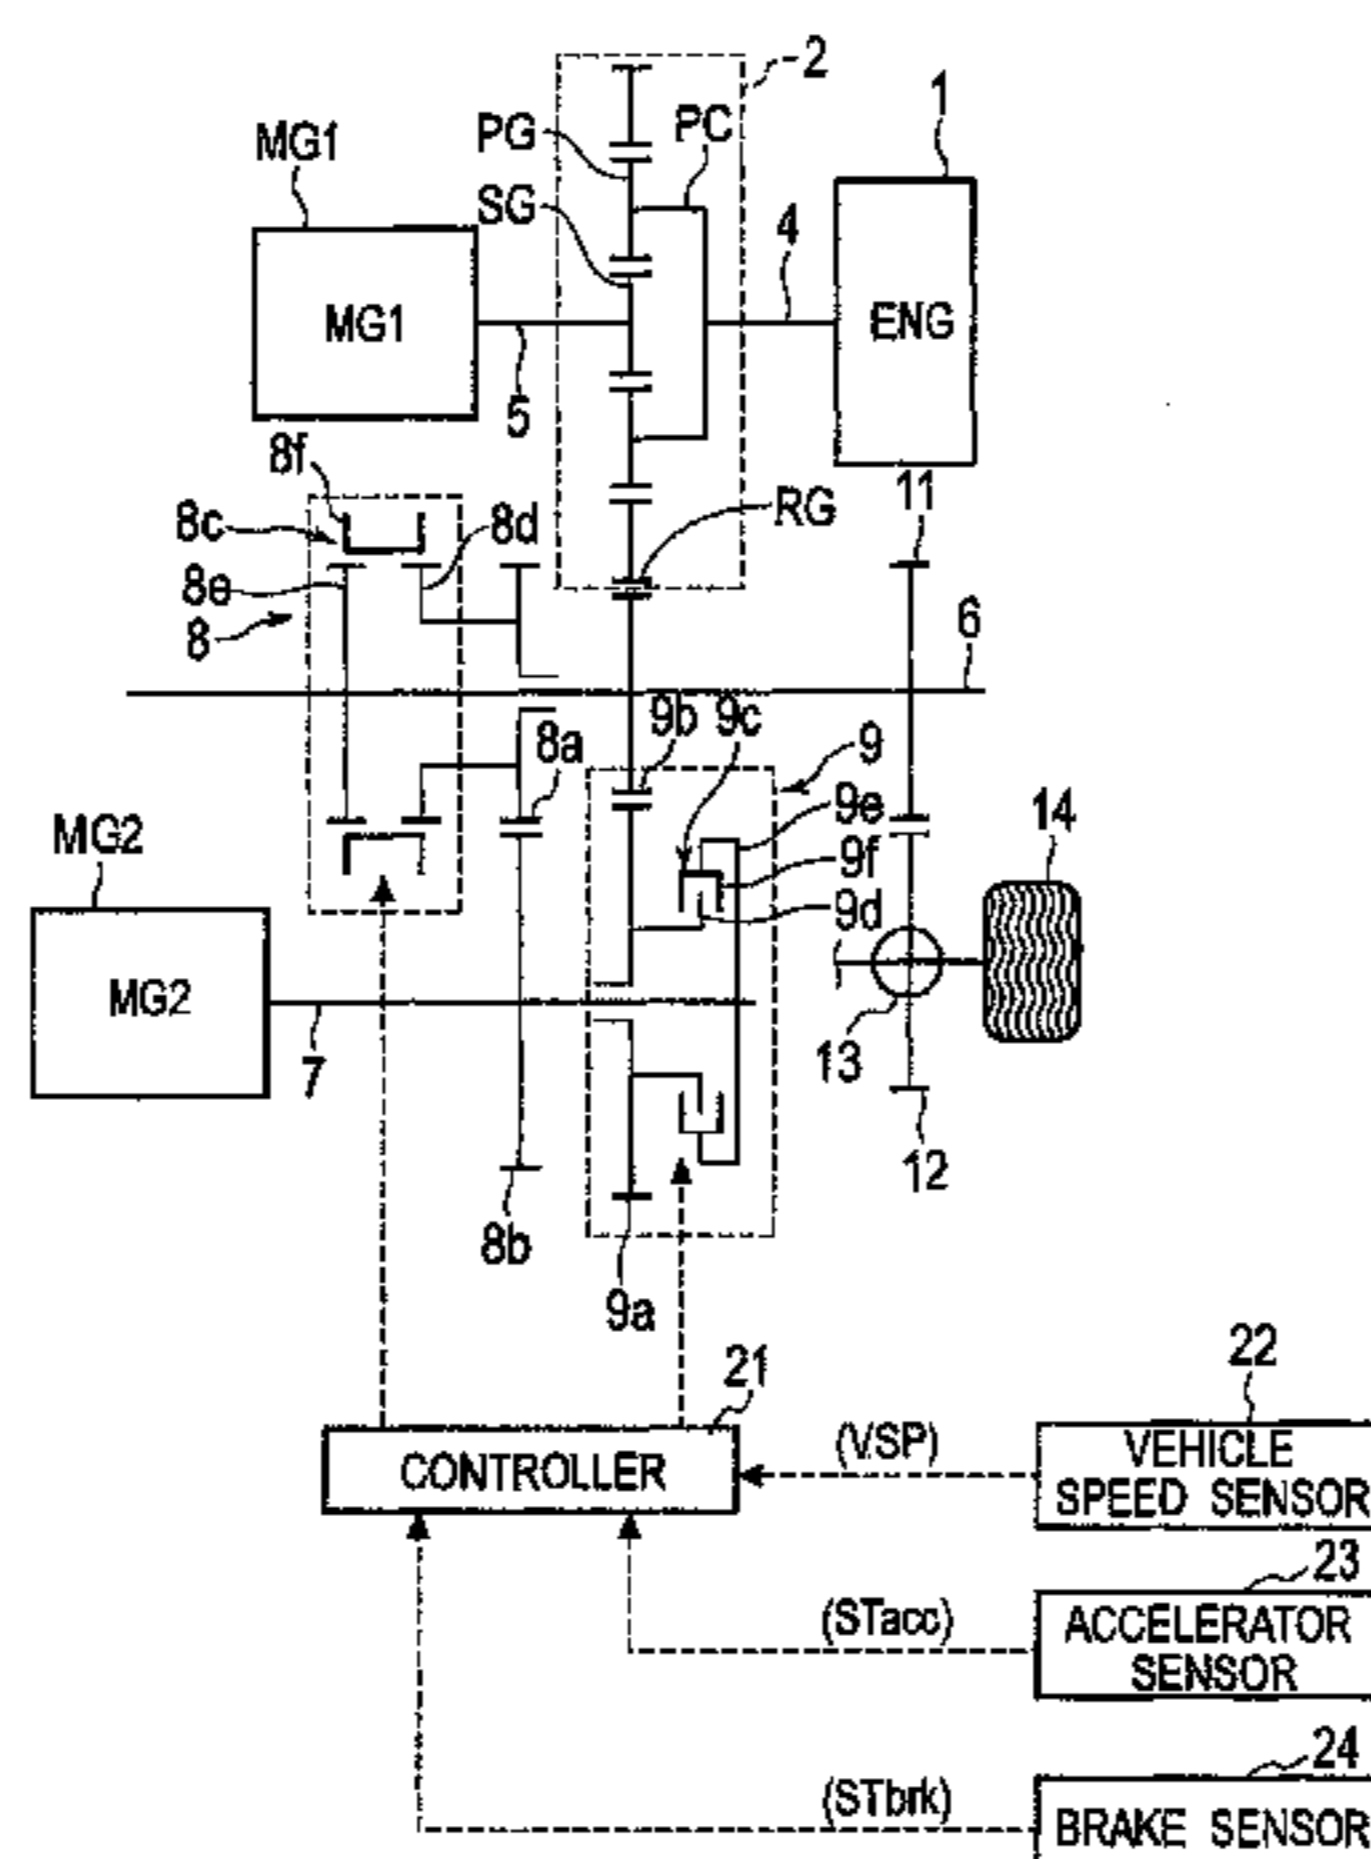 2
1
PG
PC
MG1
SG
4
MG1
ENG
5
8f
11
RG
8c
8d
8e
6
8
9b
9c
8a
9
9e
14
MG2
9f
9d
MG2
13
7
12
8b
9a
21
22
CONTROLLER
(VSP)
VEHICLE
SPEED SENSOR
23
(STacc)
ACCELERATOR
SENSOR
24
(STbrk)
BRAKE SENSOR